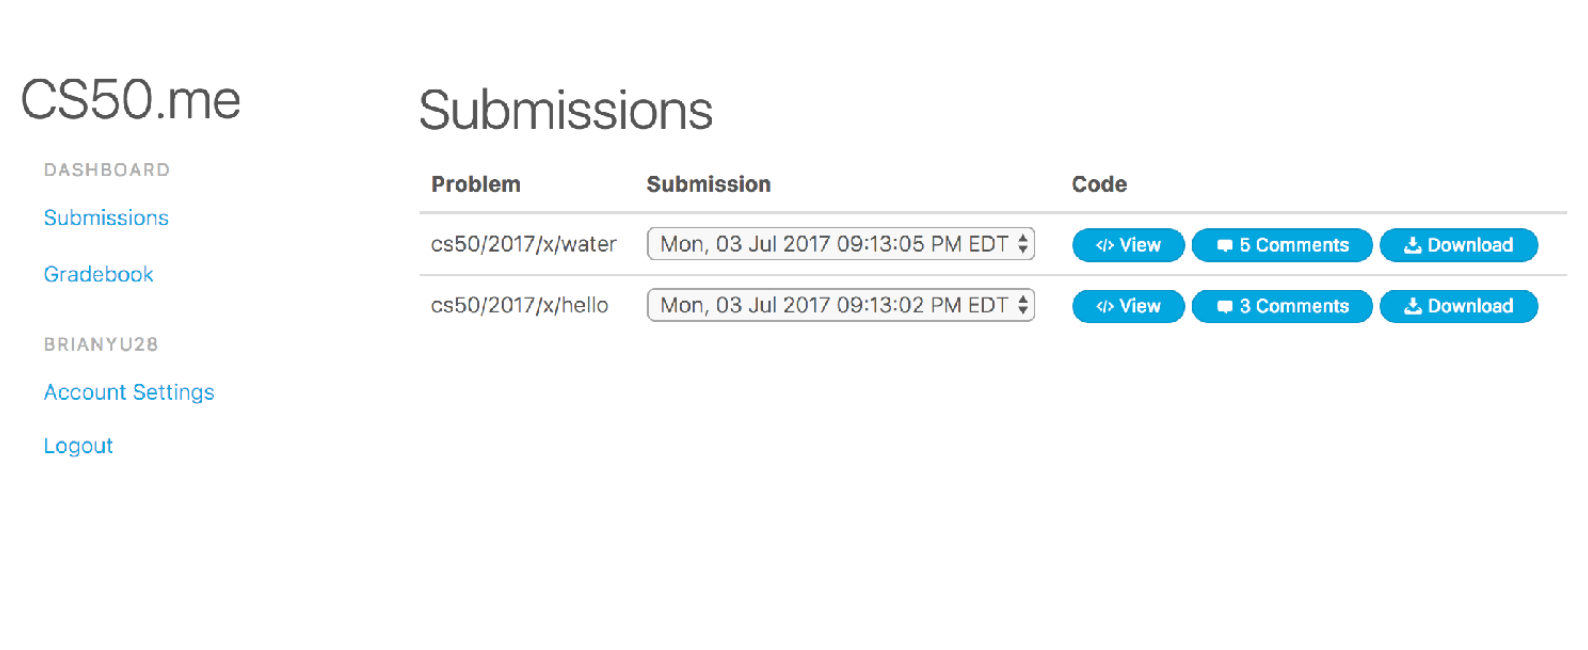 CS50.me
DASHBOARD
Submissions
Gradebook
BRIANYU28
Account Settings
Logout
Submissions
Problem Submission Code
cs50/2017/x/water Mon, 03 Jul 2017 09:13:05 PM EDT </> View 5 Comments Download
cs50/2017/x/hello Mon, 03 Jul 2017 09:13:02 PM EDT </> View 3 Comments Download